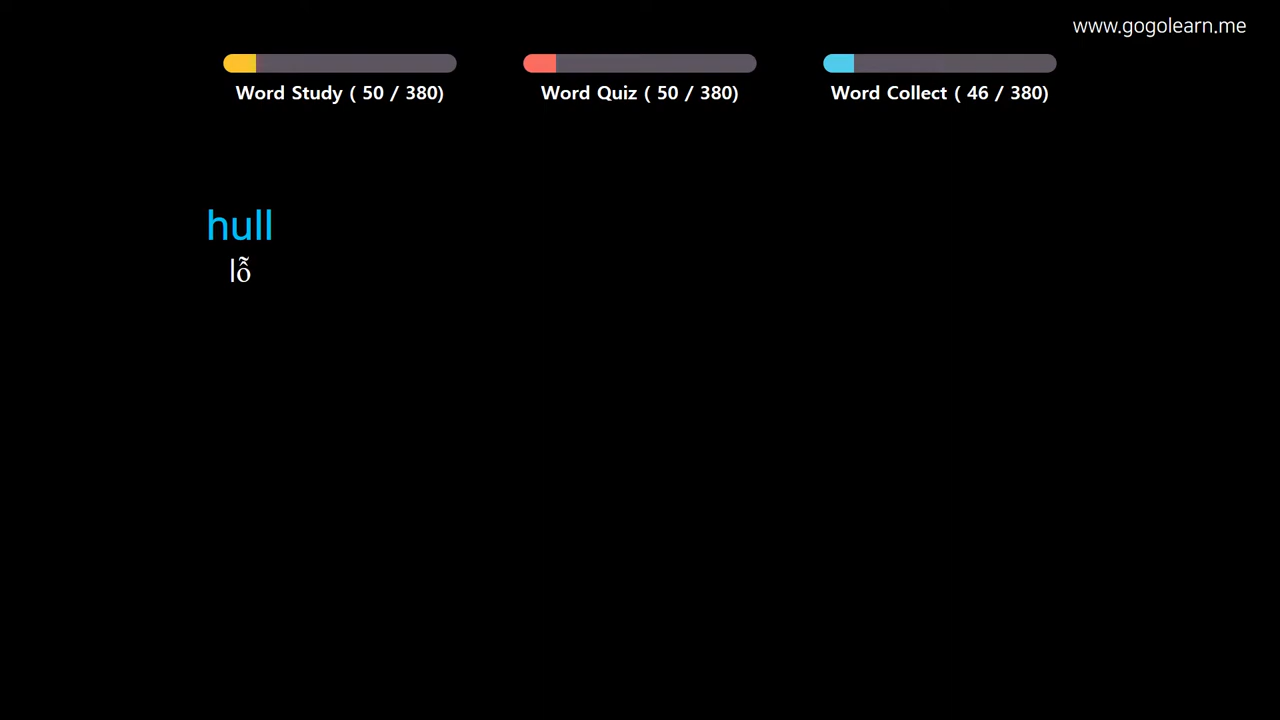 www.gogolearn.me
Word Study ( 50 / 380)
Word Quiz ( 50 / 380)
Word Collect ( 46 / 380)
hull
lỗ